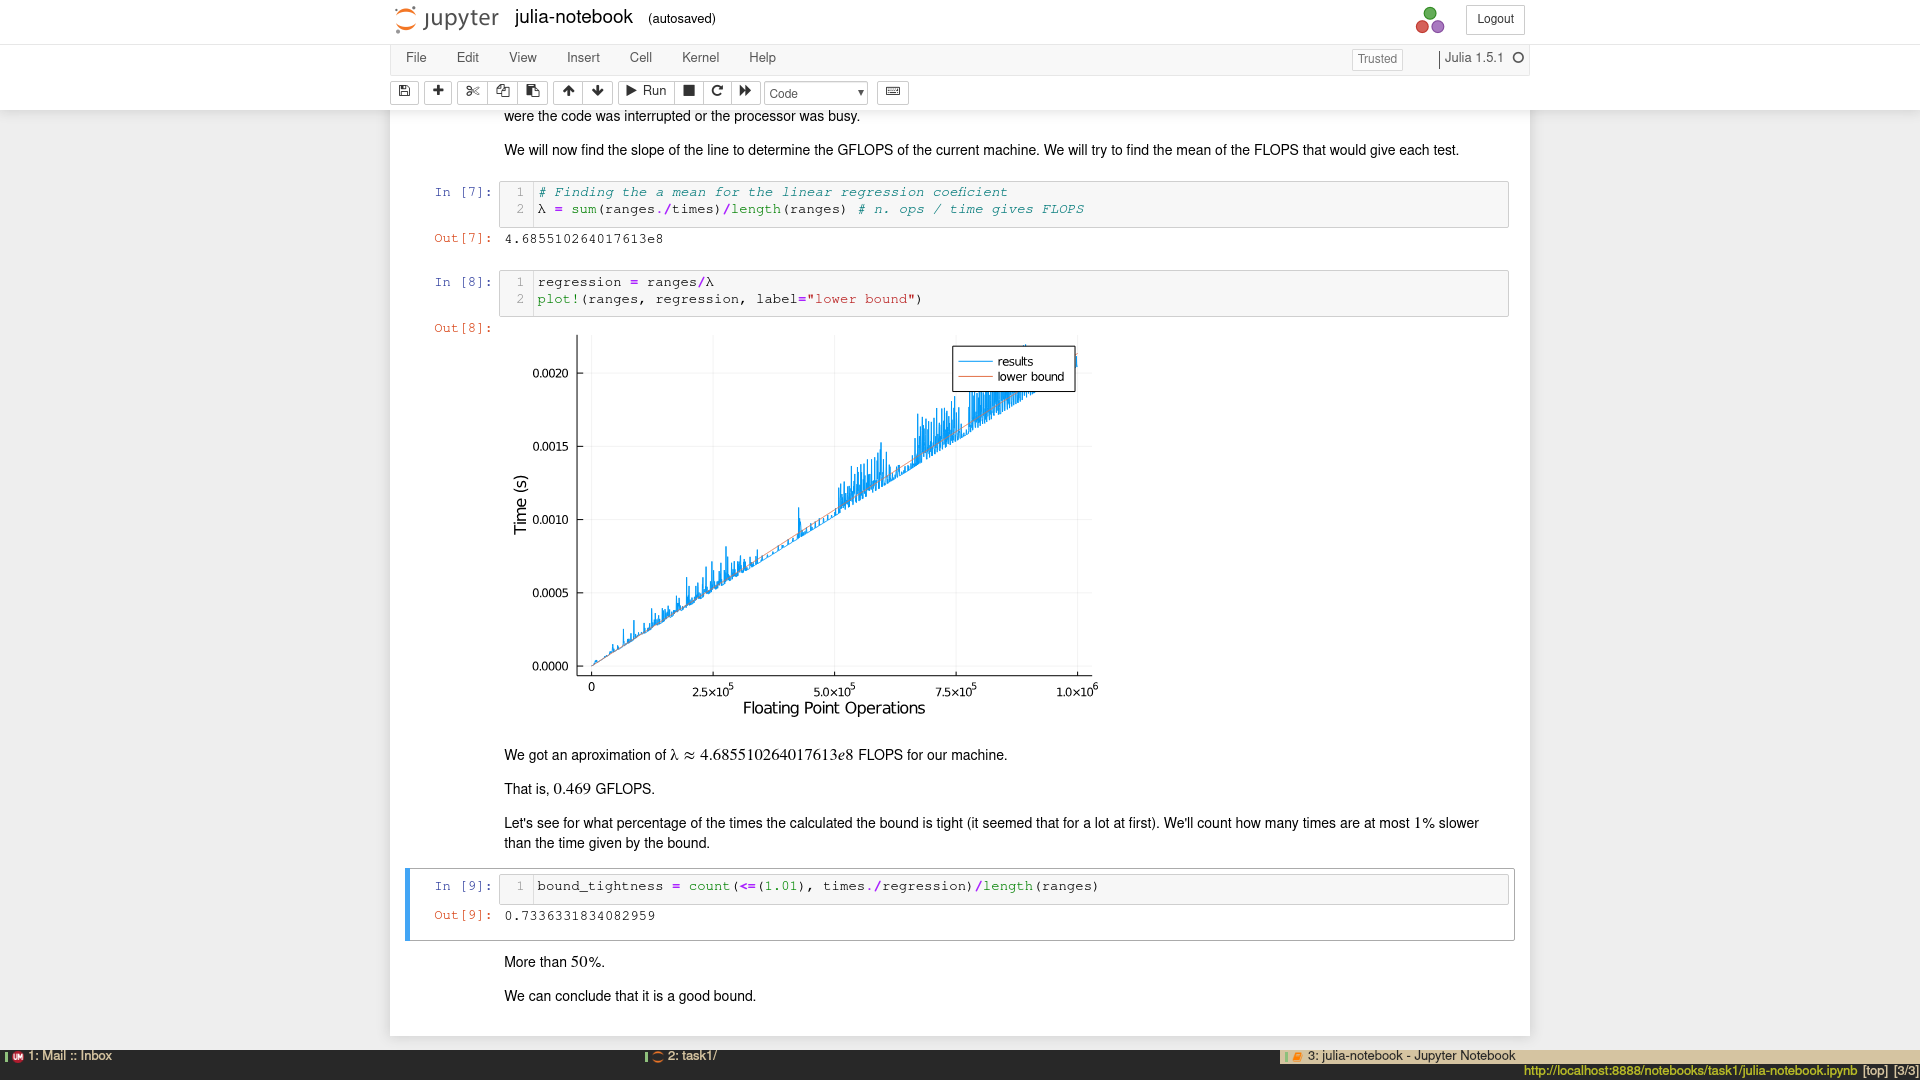 jupyter julia-notebook (autosaved) Logout
File Edit View Insert Cell Kernel Help Trusted Julia 1.5.1
Run Code
were the code was interrupted or the processor was busy.
We will now find the slope of the line to determine the GFLOPS of the current machine. We will try to find the mean of the FLOPS that would give each test.
In [7]: 1 # Finding the a mean for the linear regression coeficient
2 λ = sum(ranges./times)/length(ranges) # n. ops / time gives FLOPS
Out[7]: 4.685510264017613e8
In [8]: 1 regression = ranges/λ
2 plot!(ranges, regression, label="lower bound")
Out[8]:
results
lower bound
0.0020
0.0015
0.0010
0.0005
0.0000
Time (s)
0 2.5×10⁵ 5.0×10⁵ 7.5×10⁵ 1.0×10⁶
Floating Point Operations
We got an aproximation of λ ≈ 4.685510264017613e8 FLOPS for our machine.
That is, 0.469 GFLOPS.
Let's see for what percentage of the times the calculated the bound is tight (it seemed that for a lot at first). We'll count how many times are at most 1% slower
than the time given by the bound.
In [9]: 1 bound_tightness = count(<=(1.01), times./regression)/length(ranges)
Out[9]: 0.7336331834082959
More than 50%.
We can conclude that it is a good bound.
UM 1: Mail :: Inbox 2: task1/ 3: julia-notebook - Jupyter Notebook
http://localhost:8888/notebooks/task1/julia-notebook.ipynb [top] [3/3]